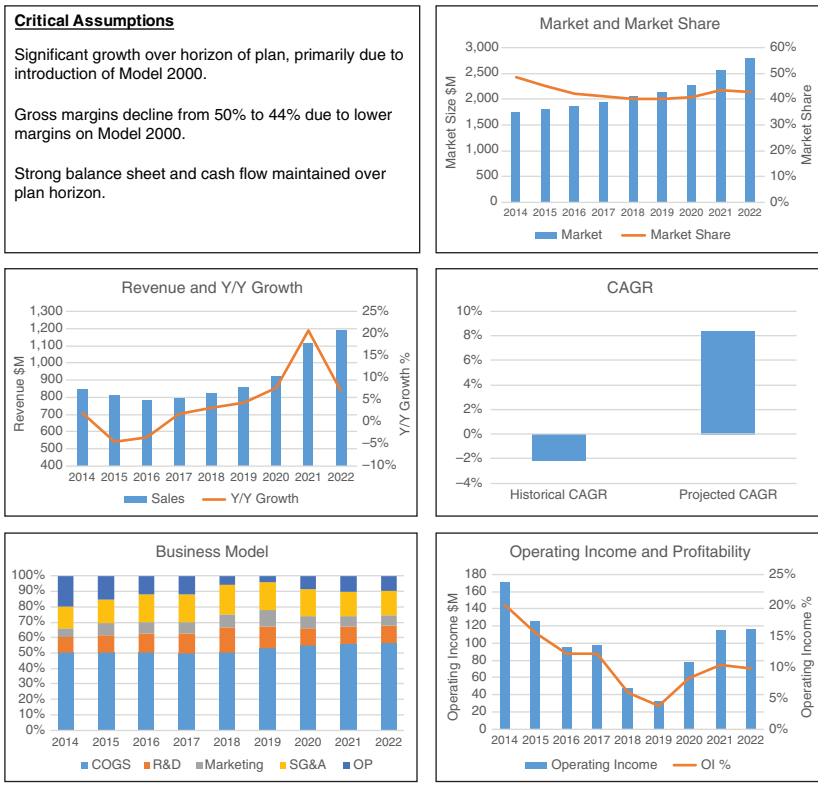 Critical Assumptions
Significant growth over horizon of plan, primarily due to
introduction of Model 2000.
Gross margins decline from 50% to 44% due to lower
margins on Model 2000.
Strong balance sheet and cash flow maintained over
plan horizon.
Market and Market Share
3,000
2,500
2,000
1,500
1,000
500
0
Market Size $M
60%
50%
40%
30%
20%
10%
0%
Market Share
2014 2015 2016 2017 2018 2019 2020 2021 2022
Market Market Share
Revenue and Y/Y Growth
1,300
1,200
1,100
1,000
900
800
700
600
500
400
Revenue $M
25%
20%
15%
10%
5%
0%
–5%
–10%
Y/Y Growth %
2014 2015 2016 2017 2018 2019 2020 2021 2022
Sales Y/Y Growth
CAGR
10%
8%
6%
4%
2%
0%
–2%
–4%
Historical CAGR Projected CAGR
Business Model
100%
90%
80%
70%
60%
50%
40%
30%
20%
10%
0%
2014 2015 2016 2017 2018 2019 2020 2021 2022
COGS R&D Marketing SG&A OP
Operating Income and Profitability
180
160
140
120
100
80
60
40
20
0
Operating Income $M
25%
20%
15%
10%
5%
0%
Operating Income %
2014 2015 2016 2017 2018 2019 2020 2021 2022
Operating Income OI %